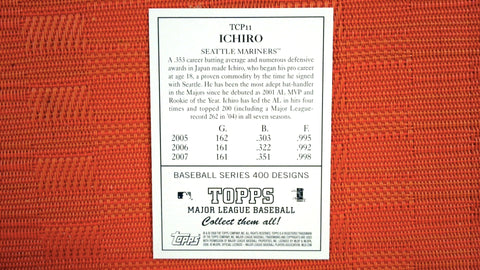 TCP11
ICHIRO
SEATTLE MARINERS™
A .353 career batting average and numerous defensive
awards in Japan made Ichiro, who began his pro career
at age 18, a proven commodity by the time he signed
with Seattle. He has been the most adept bat-handler
in the Majors since he debuted as 2001 AL MVP and
Rookie of the Year. Ichiro has led the AL in hits four
times and topped 200 (including a Major League-
record 262 in '04) in all seven seasons.
G. B. F.
2005 162 .303 .995
2006 161 .322 .992
2007 161 .351 .998
BASEBALL SERIES 400 DESIGNS
TOPPS
MAJOR LEAGUE BASEBALL
Collect them all!
Topps